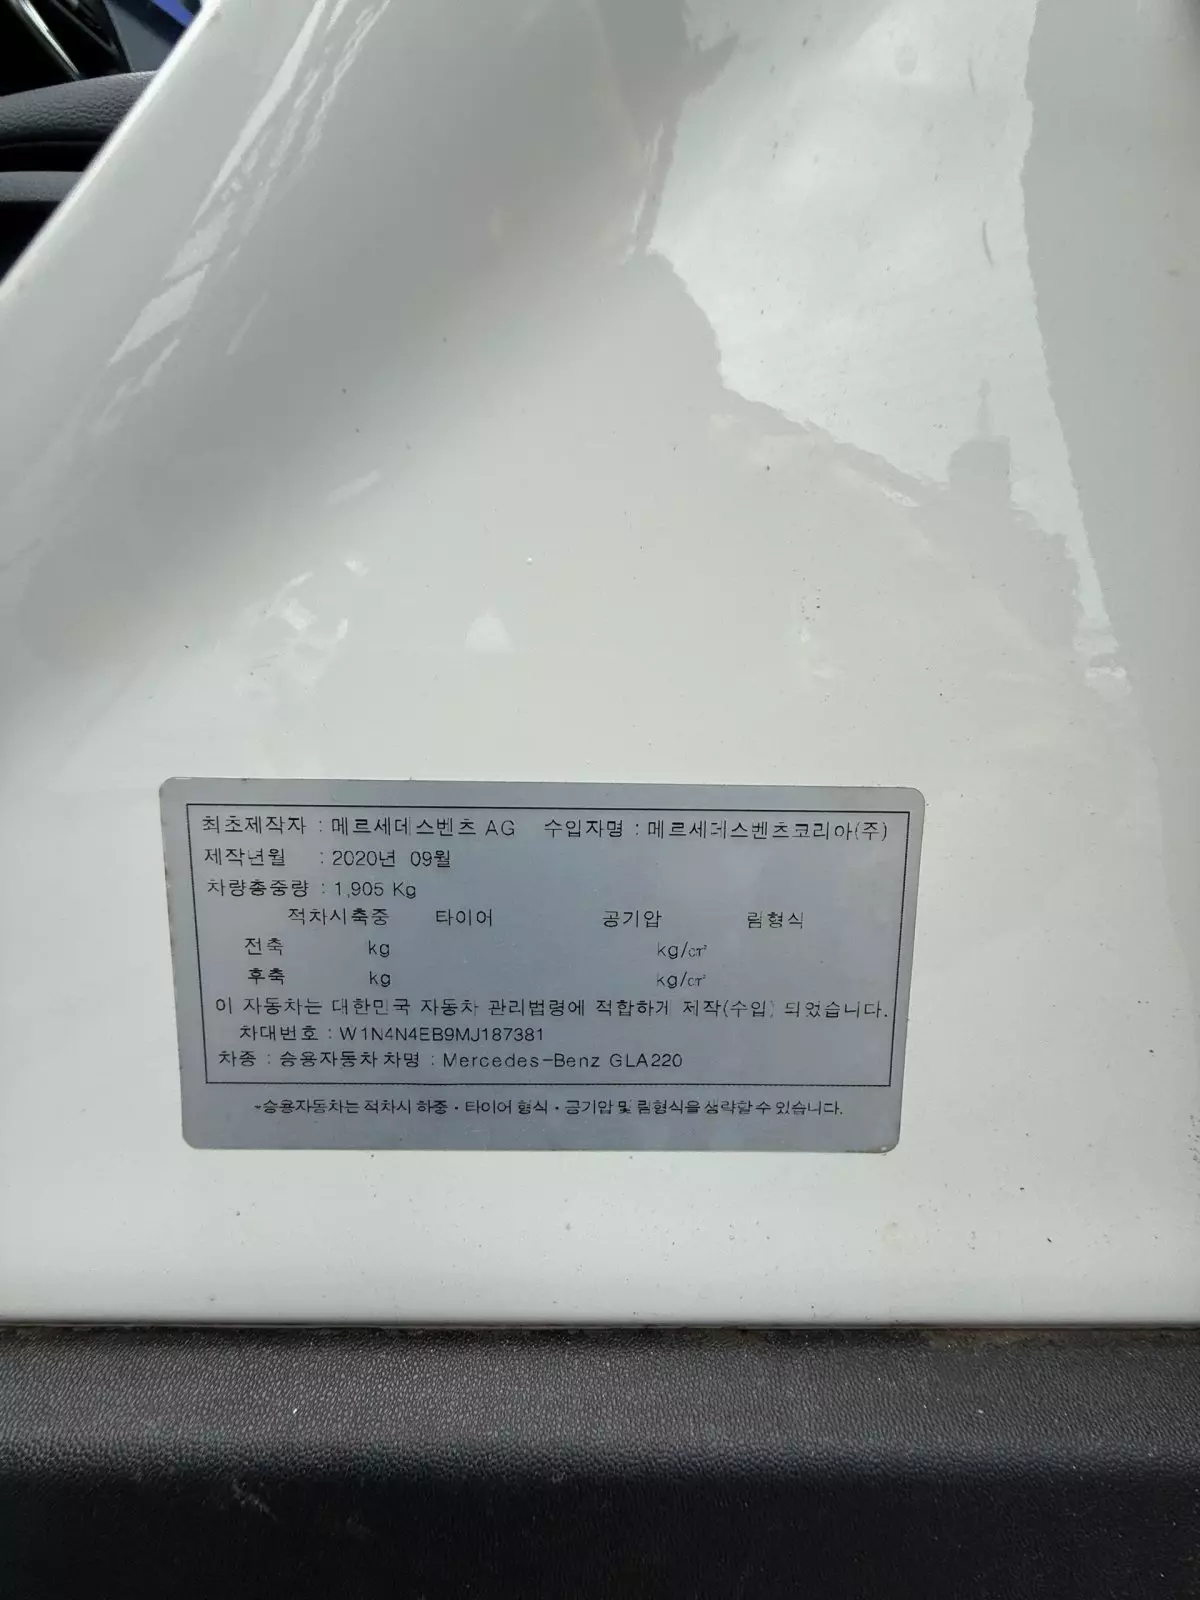 최초제작자 : 메르세데스벤츠 AG 수입자명 : 메르세데스벤츠코리아(주)
제작년월 : 2020년 09월
차량총중량 : 1,905 Kg
적차시축중 타이어 공기압 림형식
전축 kg kg/㎠
후축 kg kg/㎠
이 자동차는 대한민국 자동차 관리법령에 적합하게 제작(수입) 되었습니다.
차대번호 : W1N4N4EB9MJ187381
차종 : 승용자동차 차명 : Mercedes-Benz GLA220
*승용자동차는 적차시 하중·타이어 형식·공기압 및 림형식을 생략할 수 있습니다.